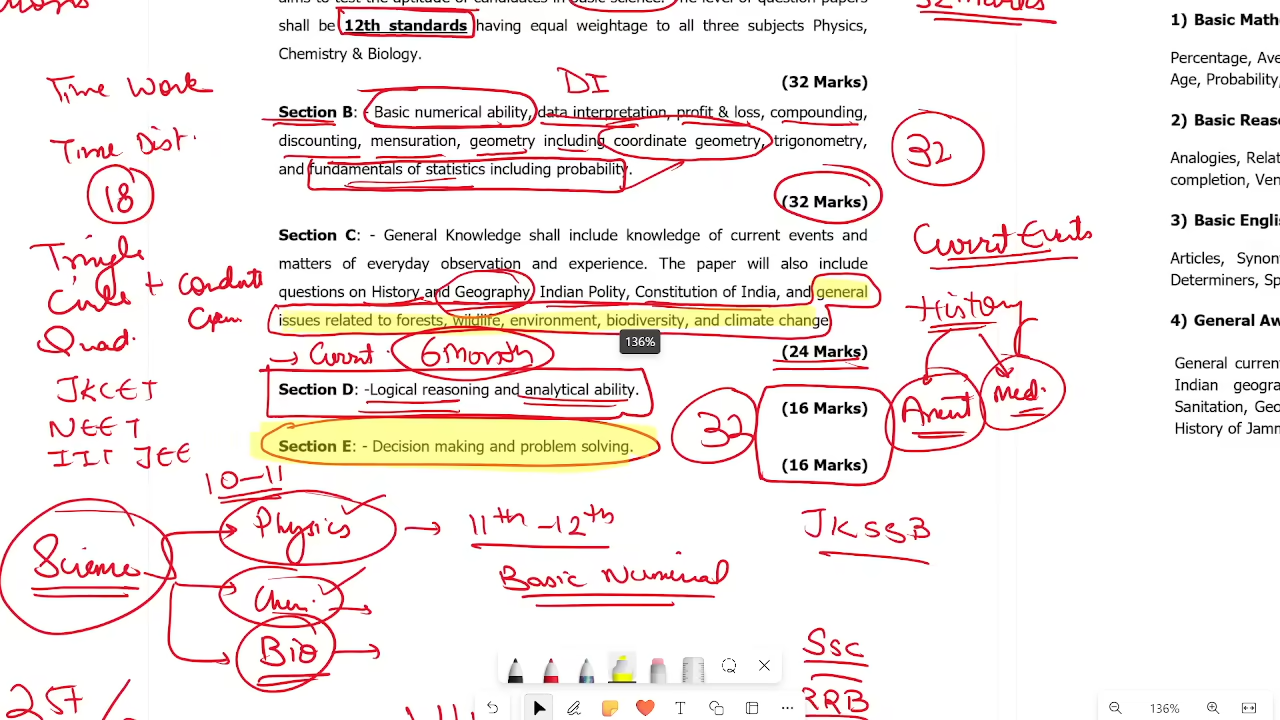 shall be 12th standards having equal weightage to all three subjects Physics,
Chemistry & Biology.
(32 Marks)
DI
Section B: - Basic numerical ability, data interpretation, profit & loss, compounding,
discounting, mensuration, geometry including coordinate geometry, trigonometry,
and fundamentals of statistics including probability.
32
(32 Marks)
Section C: - General Knowledge shall include knowledge of current events and
matters of everyday observation and experience. The paper will also include
questions on History and Geography, Indian Polity, Constitution of India, and general
issues related to forests, wildlife, environment, biodiversity, and climate change.
136%
(24 Marks)
→ Current 6 Month
Section D: -Logical reasoning and analytical ability.
(16 Marks)
32
Section E: - Decision making and problem solving.
(16 Marks)
Time Work
Time Dist.
18
Quad.
JKCET
NEET
IIT JEE
10-11
Science
Physics
Chem.
Bio
11th - 12th
Basic Numerical
JKSSB
SSC
RRB
257
History
Medi.
1) Basic Math
Percentage, Ave
Age, Probability,
2) Basic Reaso
Analogies, Relat
completion, Ven
3) Basic Englis
Articles, Synon
Determiners, Sp
4) General Aw
General current
Indian geogra
Sanitation, Geo
History of Jamm
136%